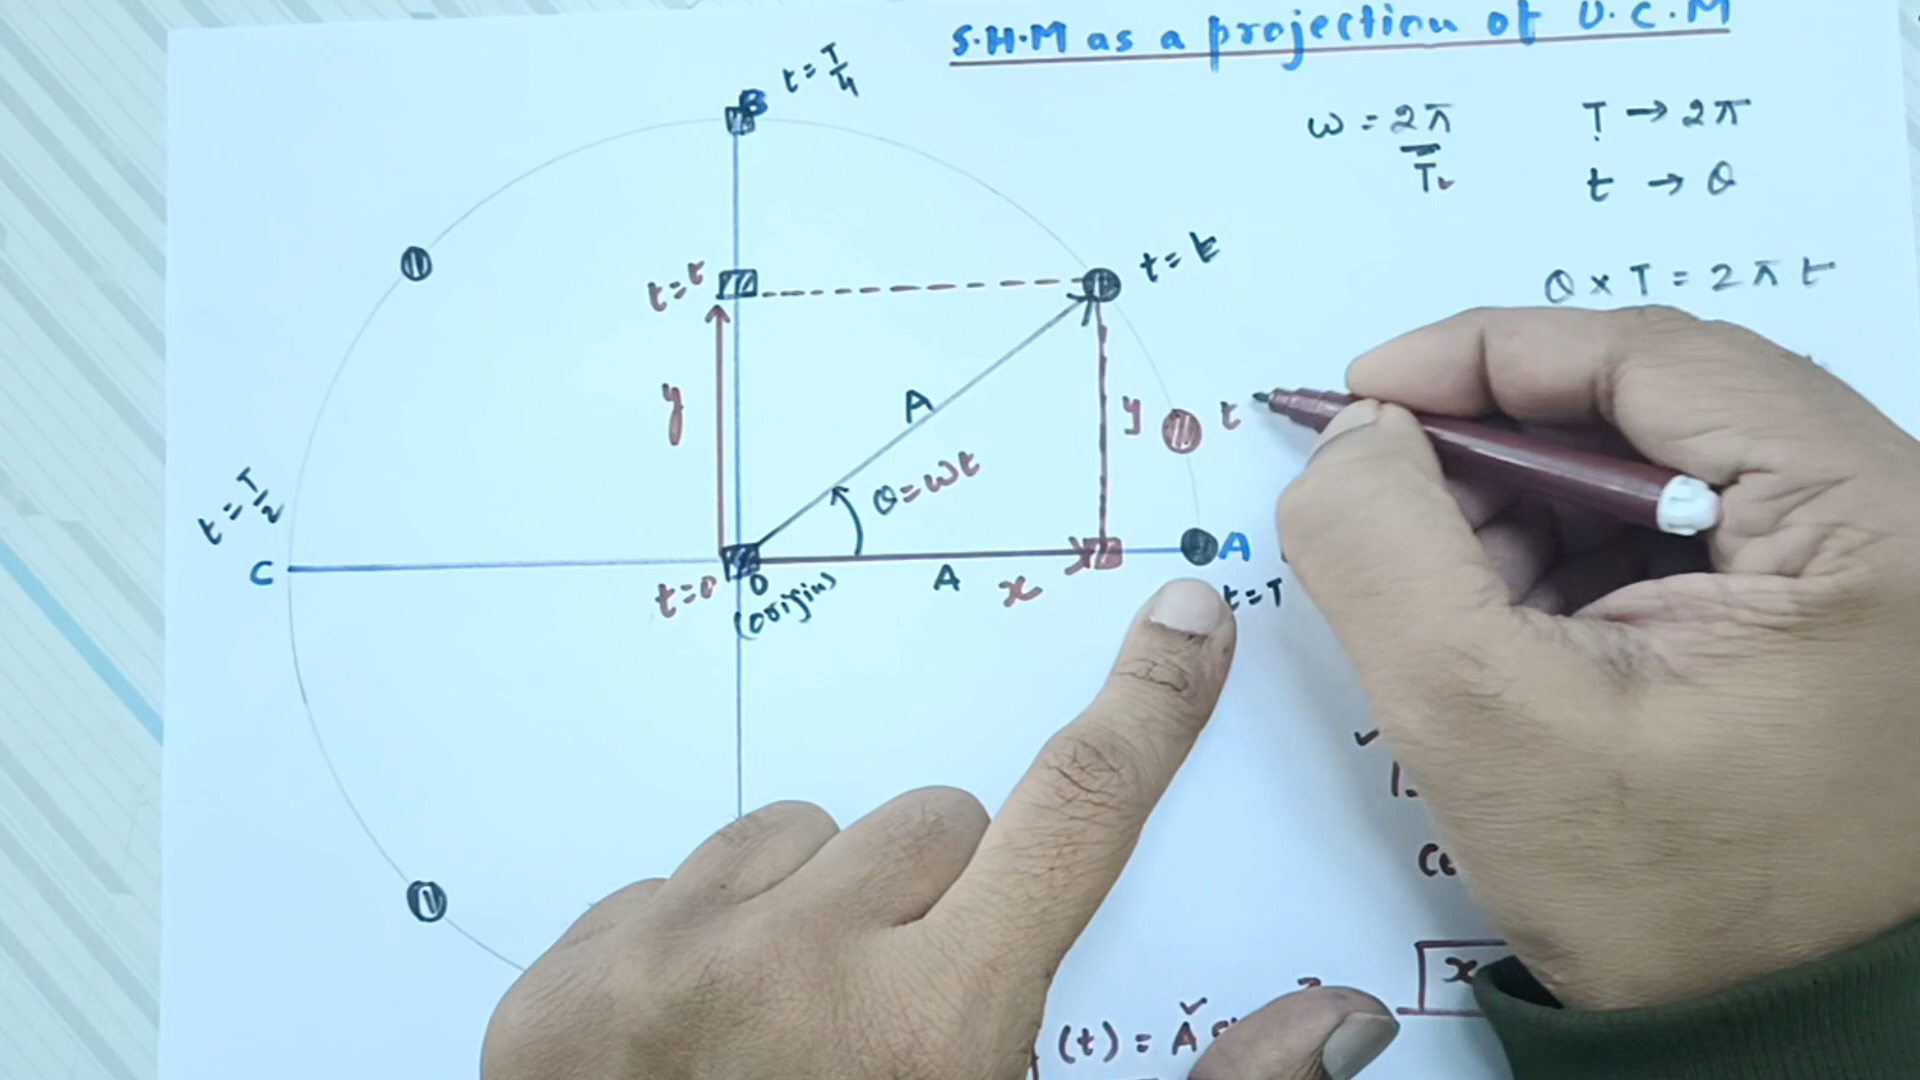 S.H.M as a projection of U.C.M
B t = T/4
ω = 2π/T
T → 2π
t → θ
t = t
t = t
θ × T = 2π t
y
A
y
t
θ = ωt
t = T/2
C
A
t = 0
O
(origin)
A
x
t = T
x
(t) = A